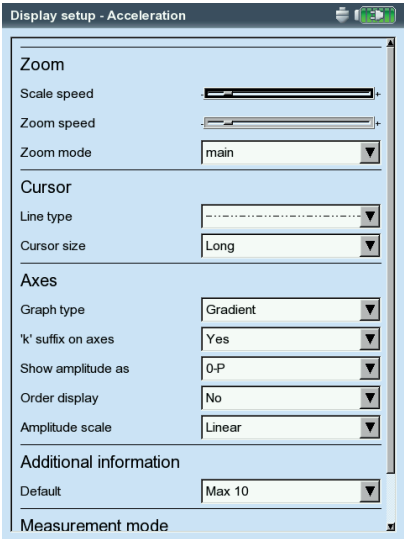 Display setup - Acceleration
Zoom
Scale speed - +
Zoom speed - +
Zoom mode main
Cursor
Line type
Cursor size Long
Axes
Graph type Gradient
'k' suffix on axes Yes
Show amplitude as 0-P
Order display No
Amplitude scale Linear
Additional information
Default Max 10
Measurement mode